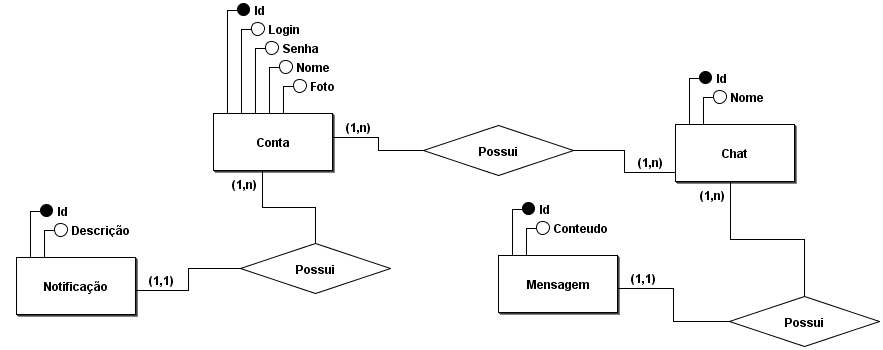 Id
Login
Senha
Nome
Foto
Conta
(1,n)
Possui
(1,n)
Id
Nome
Chat
(1,n)
(1,n)
Id
Descrição
Notificação
(1,1)
Possui
Id
Conteudo
Mensagem
(1,1)
Possui